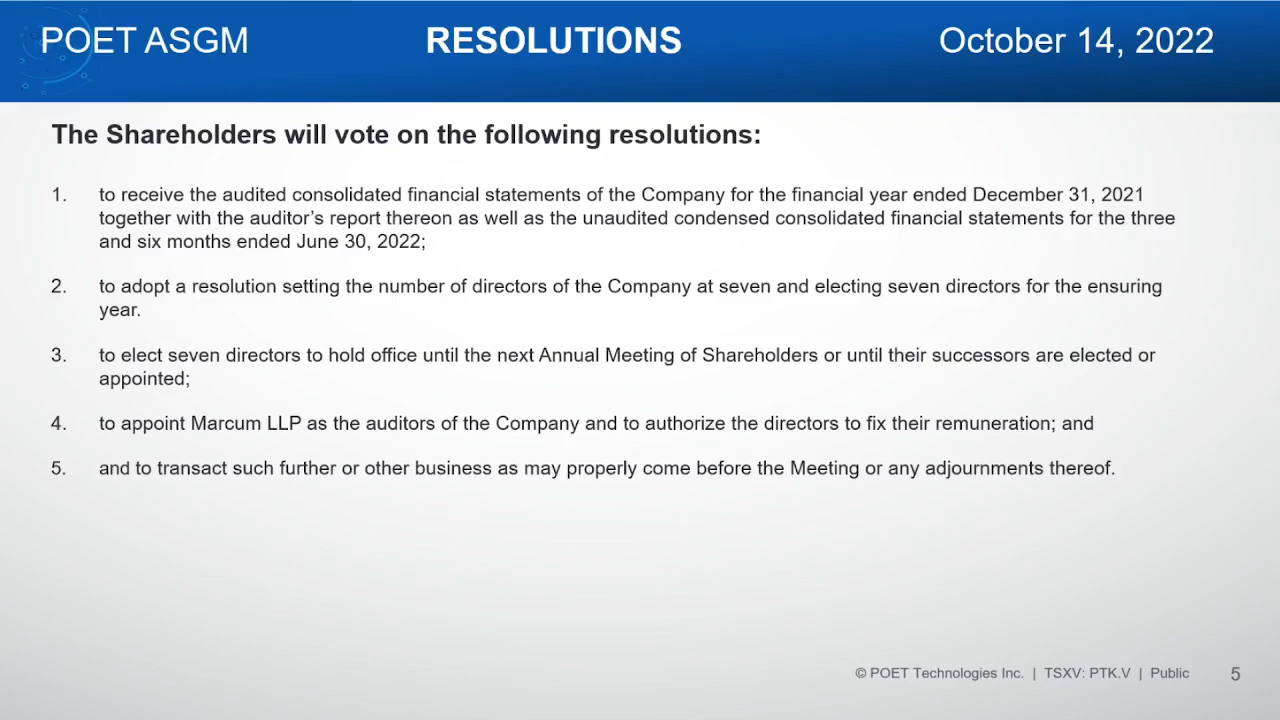 POET ASGM RESOLUTIONS October 14, 2022
The Shareholders will vote on the following resolutions:
1. to receive the audited consolidated financial statements of the Company for the financial year ended December 31, 2021
together with the auditor’s report thereon as well as the unaudited condensed consolidated financial statements for the three
and six months ended June 30, 2022;
2. to adopt a resolution setting the number of directors of the Company at seven and electing seven directors for the ensuring
year.
3. to elect seven directors to hold office until the next Annual Meeting of Shareholders or until their successors are elected or
appointed;
4. to appoint Marcum LLP as the auditors of the Company and to authorize the directors to fix their remuneration; and
5. and to transact such further or other business as may properly come before the Meeting or any adjournments thereof.
© POET Technologies Inc. | TSXV: PTK.V | Public 5